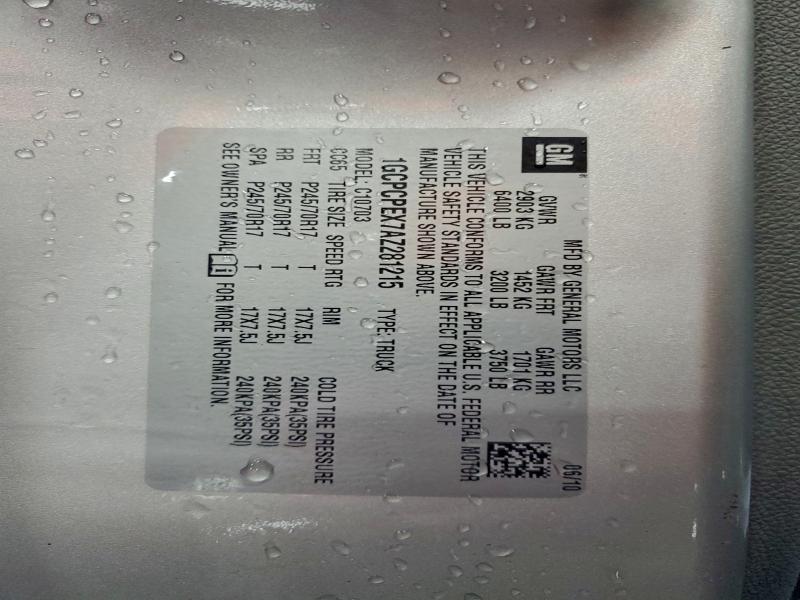 GM
MFD BY GENERAL MOTORS LLC 06/10
GVWR GAWR FRT GAWR RR
2903 KG 1452 KG 1701 KG
6400 LB 3200 LB 3750 LB
THIS VEHICLE CONFORMS TO ALL APPLICABLE U.S. FEDERAL MOTOR
VEHICLE SAFETY STANDARDS IN EFFECT ON THE DATE OF
MANUFACTURE SHOWN ABOVE.
1GCPCPEX7AZ281215 TYPE: TRUCK
MODEL: C10703
CC65 TIRE SIZE SPEED RTG RIM COLD TIRE PRESSURE
FRT P245/70R17 T 17X7.5J 240KPA(35PSI)
RR P245/70R17 T 17X7.5J 240KPA(35PSI)
SPA P245/70R17 T 17X7.5J 240KPA(35PSI)
SEE OWNER'S MANUAL FOR MORE INFORMATION.